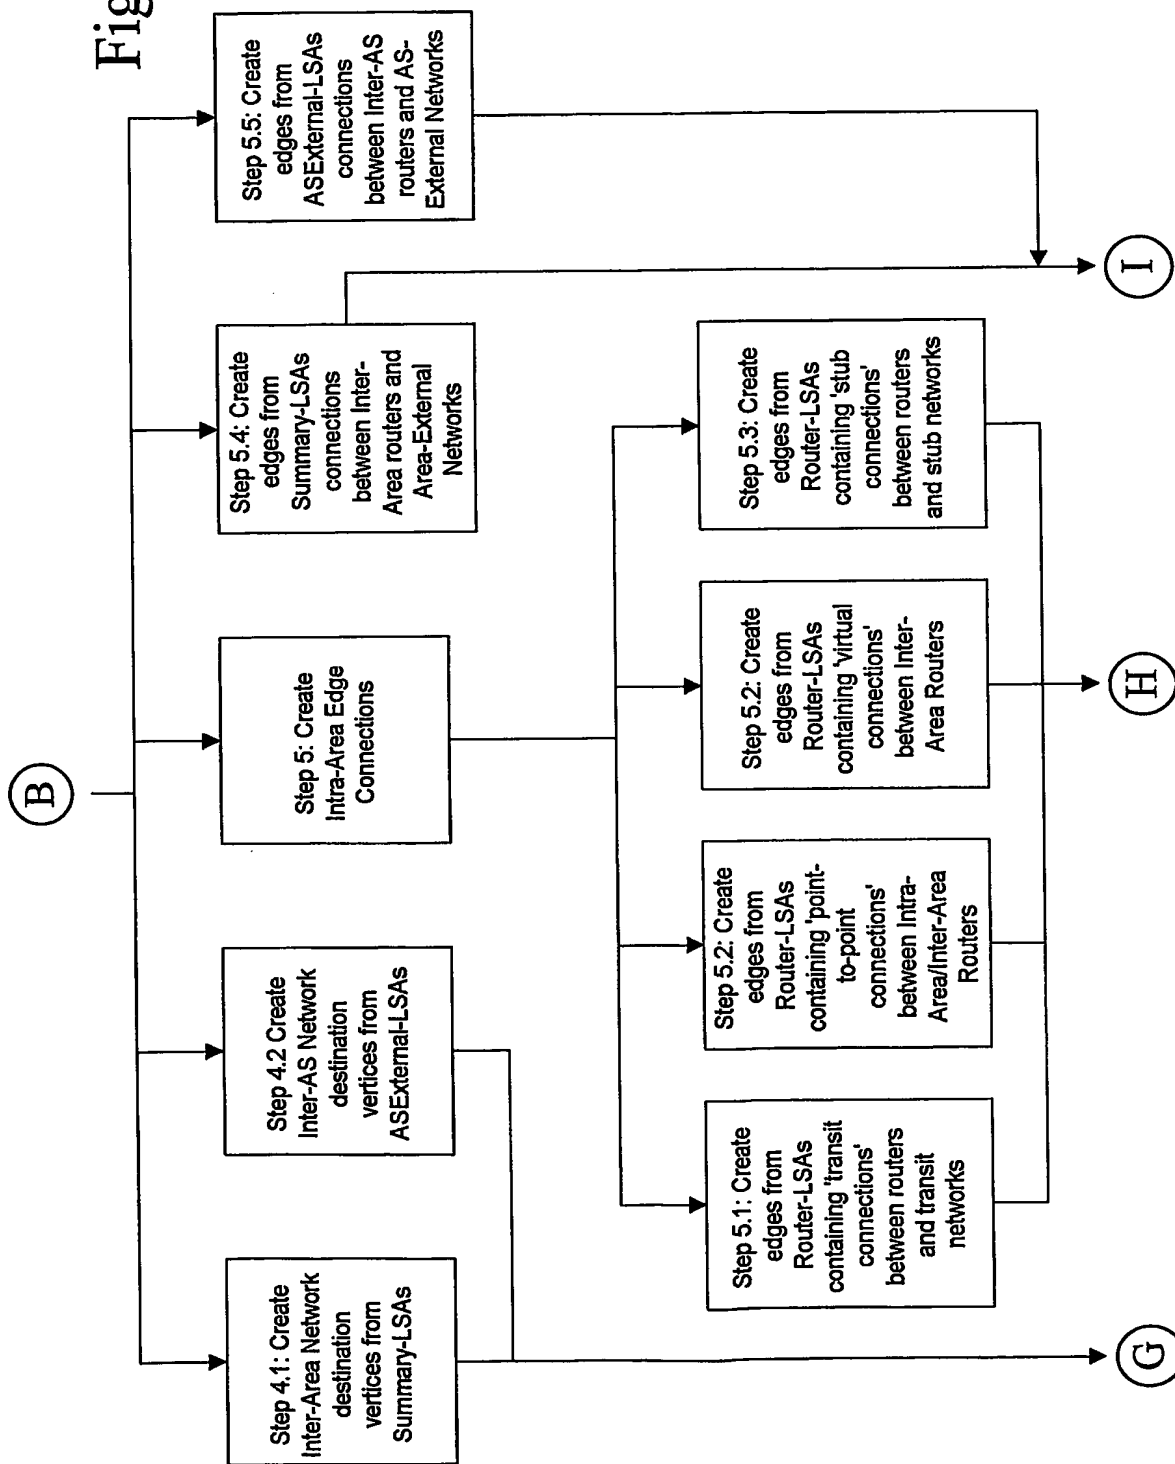 Fig
B
Step 4.1: Create
Inter-Area Network
destination
vertices from
Summary-LSAs
Step 4.2 Create
Inter-AS Network
destination
vertices from
ASExternal-LSAs
Step 5: Create
Intra-Area Edge
Connections
Step 5.4: Create
edges from
Summary-LSAs
connections
between Inter-
Area routers and
Area-External
Networks
Step 5.5: Create
edges from
ASExternal-LSAs
connections
between Inter-AS
routers and AS-
External Networks
Step 5.1: Create
edges from
Router-LSAs
containing 'transit
connections'
between routers
and transit
networks
Step 5.2: Create
edges from
Router-LSAs
containing 'point-
to-point
connections'
between Intra-
Area/Inter-Area
Routers
Step 5.2: Create
edges from
Router-LSAs
containing 'virtual
connections'
between Inter-
Area Routers
Step 5.3: Create
edges from
Router-LSAs
containing 'stub
connections'
between routers
and stub networks
G
H
I